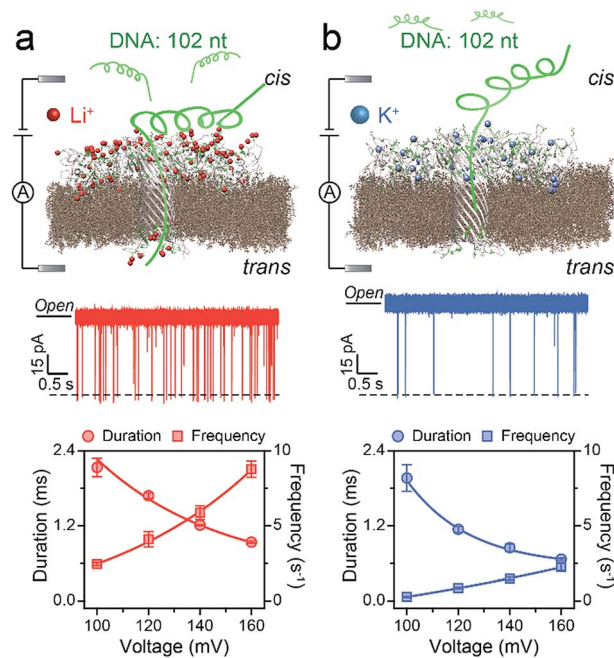 a
DNA: 102 nt
cis
Li⁺
A
trans
Open
15 pA
0.5 s
Duration Frequency
Duration (ms)
2.4
1.2
0.0
10
5
0
Frequency (s⁻¹)
100 120 140 160
Voltage (mV)
b
DNA: 102 nt
cis
K⁺
A
trans
Open
15 pA
0.5 s
Duration Frequency
Duration (ms)
2.4
1.2
0.0
10
5
0
Frequency (s⁻¹)
100 120 140 160
Voltage (mV)